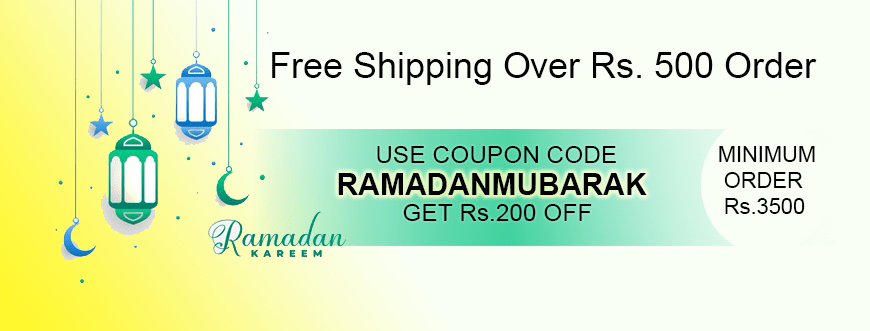 Free Shipping Over Rs. 500 Order
USE COUPON CODE
RAMADANMUBARAK
GET Rs.200 OFF
MINIMUM
ORDER
Rs.3500
Ramadan
KAREEM